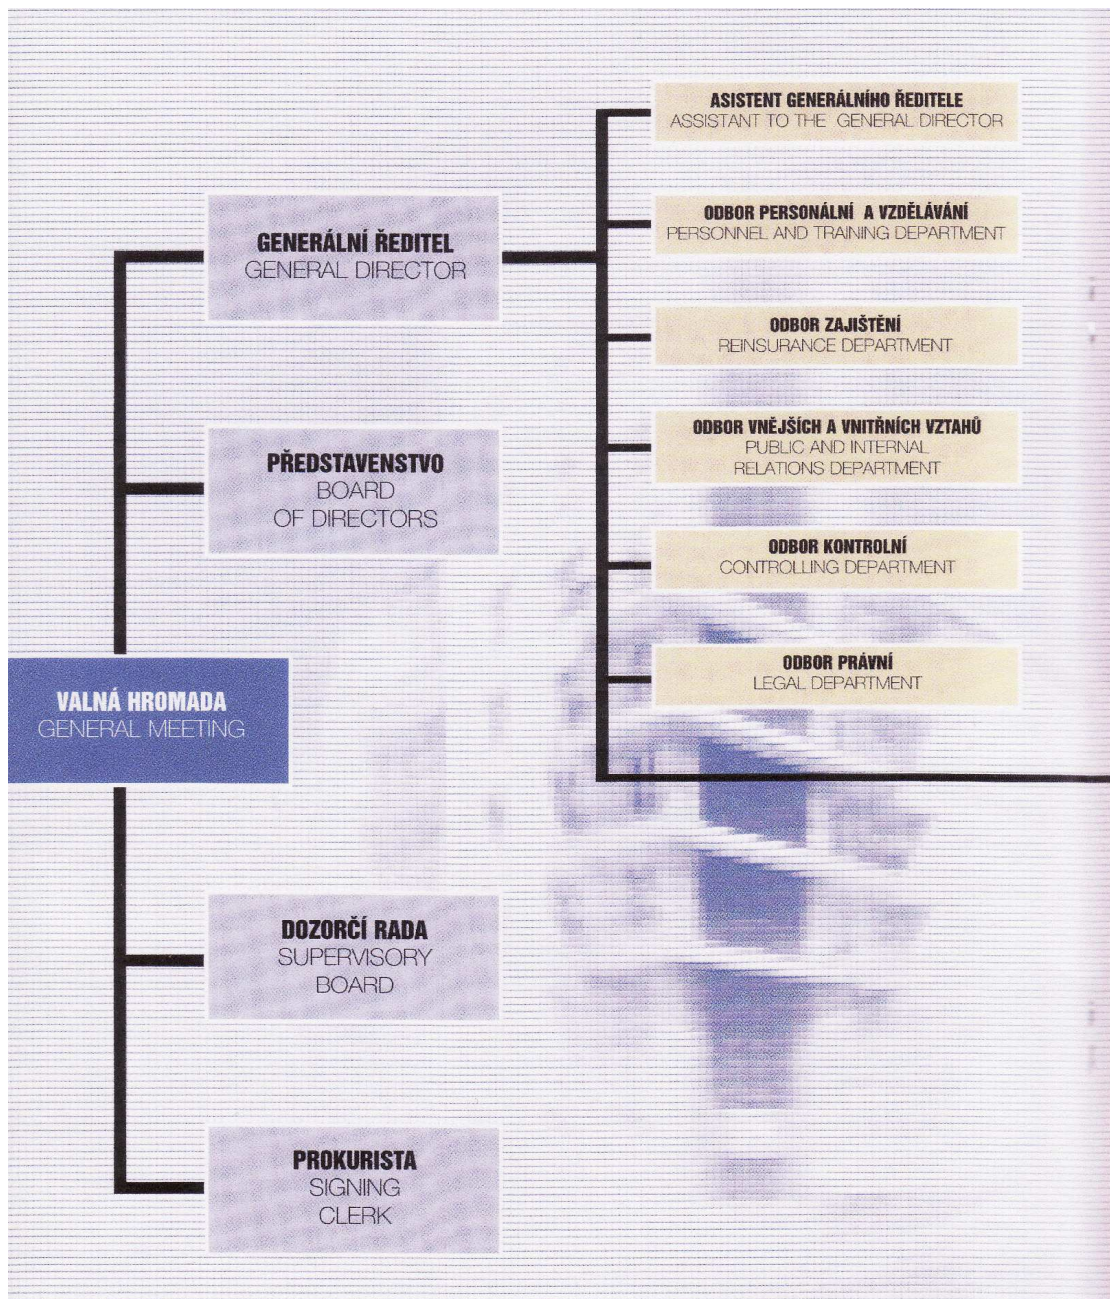 ASISTENT GENERÁLNÍHO ŘEDITELE
ASSISTANT TO THE GENERAL DIRECTOR
ODBOR PERSONÁLNÍ A VZDĚLÁVÁNÍ
PERSONNEL AND TRAINING DEPARTMENT
GENERÁLNÍ ŘEDITEL
GENERAL DIRECTOR
ODBOR ZAJIŠTĚNÍ
REINSURANCE DEPARTMENT
ODBOR VNĚJŠÍCH A VNITŘNÍCH VZTAHŮ
PUBLIC AND INTERNAL
RELATIONS DEPARTMENT
PŘEDSTAVENSTVO
BOARD
OF DIRECTORS
ODBOR KONTROLNÍ
CONTROLLING DEPARTMENT
ODBOR PRÁVNÍ
LEGAL DEPARTMENT
VALNÁ HROMADA
GENERAL MEETING
DOZORČÍ RADA
SUPERVISORY
BOARD
PROKURISTA
SIGNING
CLERK